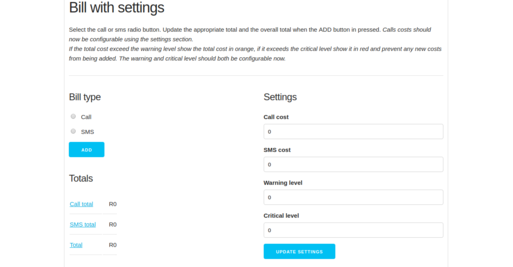 Bill with settings
Select the call or sms radio button. Update the appropriate total and the overall total when the ADD button in pressed. Calls costs should
now be configurable using the settings section.
If the total cost exceed the warning level show the total cost in orange, if it exceeds the critical level show it in red and prevent any new costs
from being added. The warning and critical level should both be configurable now.
Bill type
Call
SMS
ADD
Totals
Call total R0
SMS total R0
Total R0
Settings
Call cost
0
SMS cost
0
Warning level
0
Critical level
0
UPDATE SETTINGS